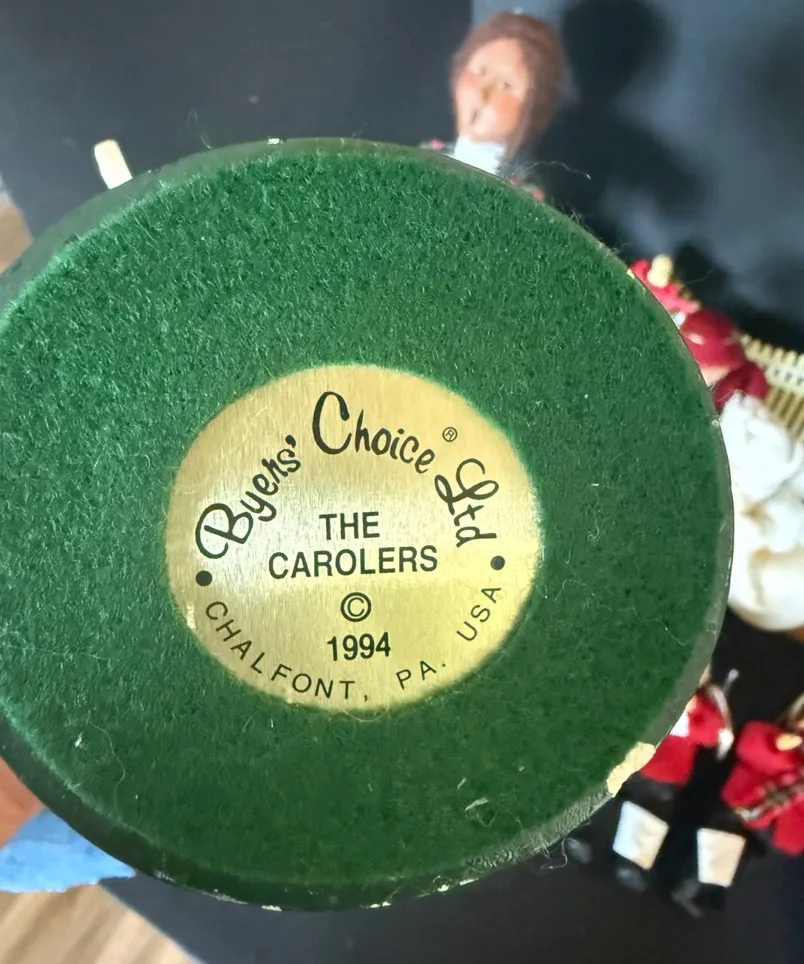 Byers' Choice® Ltd
THE
CAROLERS
©
1994
• CHALFONT, PA. USA •